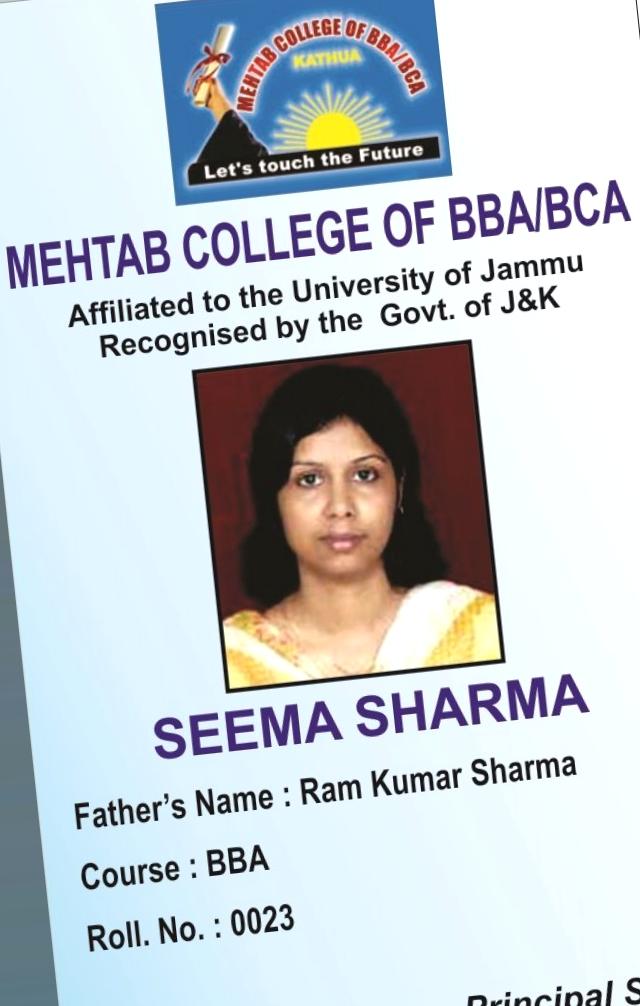 MEHTAB COLLEGE OF BBA/BCA
KATHUA
Let's touch the Future
MEHTAB COLLEGE OF BBA/BCA
Affiliated to the University of Jammu
Recognised by the Govt. of J&K
SEEMA SHARMA
Father's Name : Ram Kumar Sharma
Course : BBA
Roll. No. : 0023
Principal S